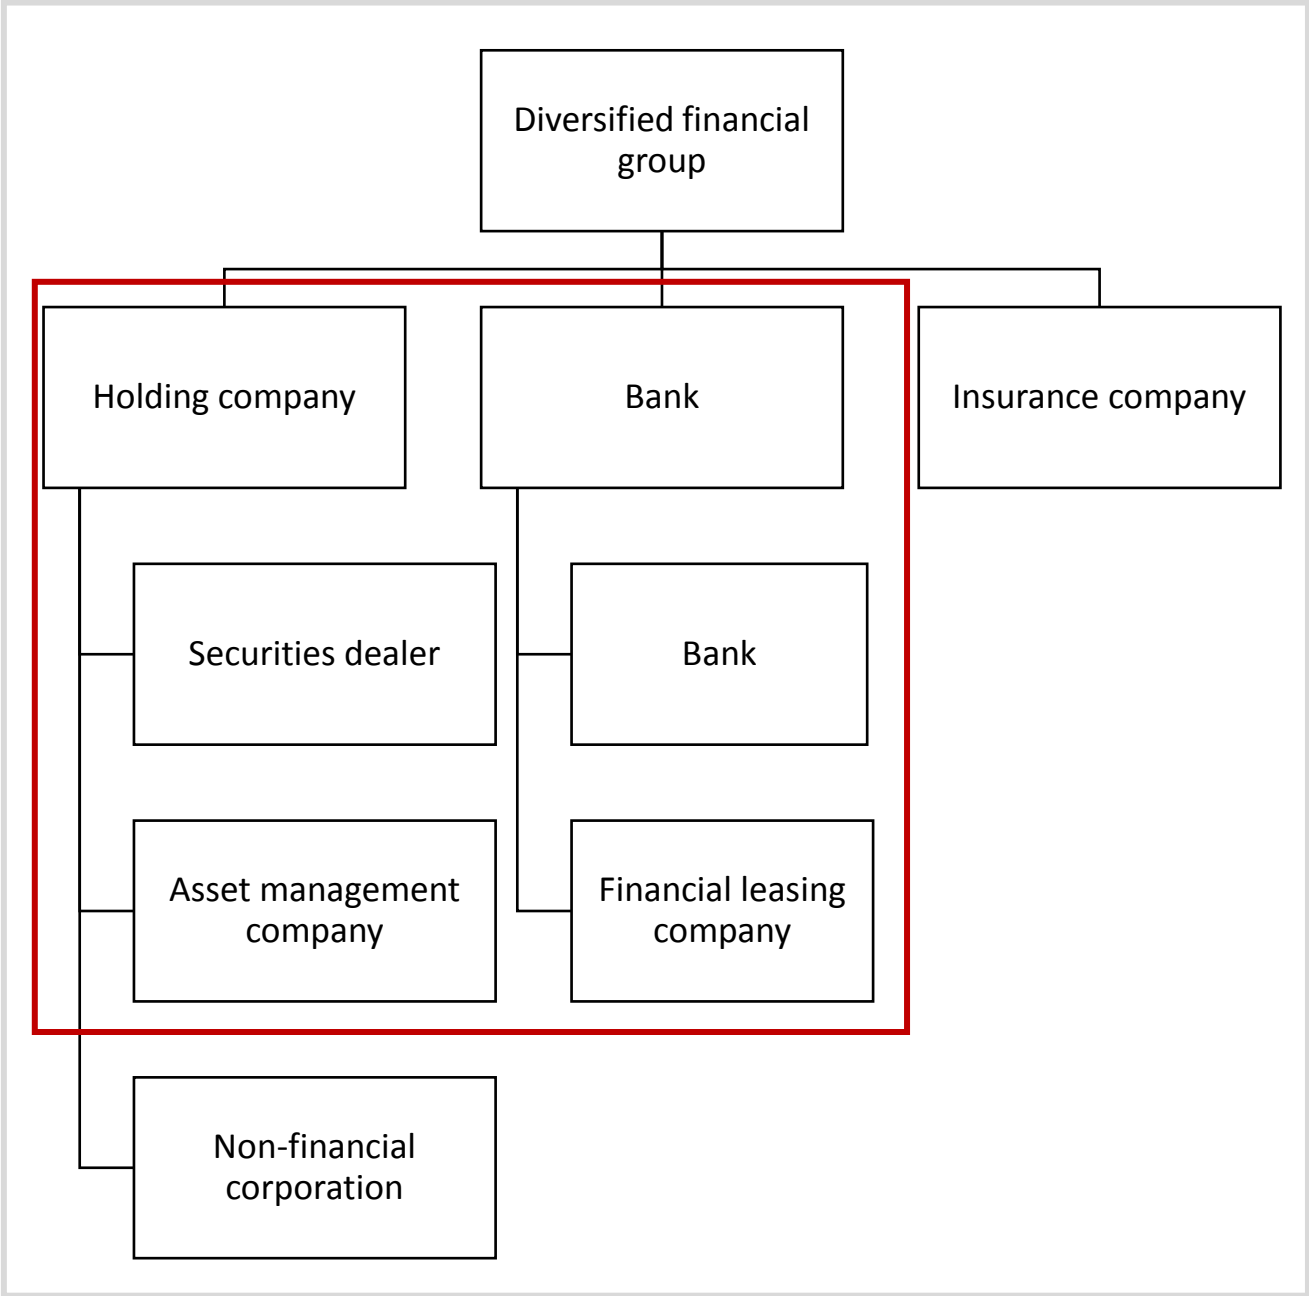 Diversified financial
group
Holding company
Bank
Insurance company
Securities dealer
Bank
Asset management
company
Financial leasing
company
Non-financial
corporation